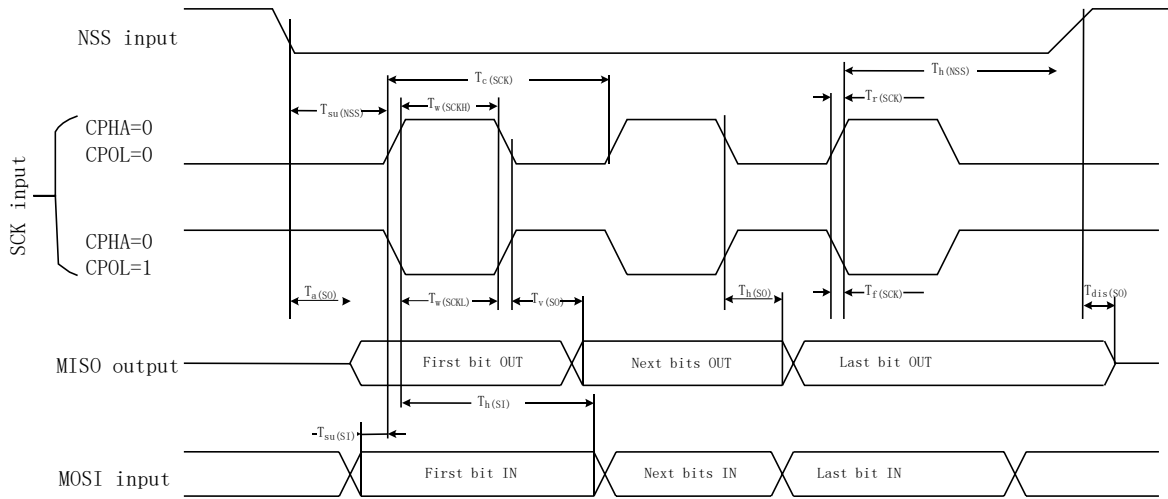 NSS input
Tc(SCK)
Th(NSS)
Tsu(NSS)
Tw(SCKH)
Tr(SCK)
SCK input
CPHA=0
CPOL=0
CPHA=0
CPOL=1
Ta(SO)
Tw(SCKL)
Tv(SO)
Th(SO)
Tf(SCK)
Tdis(SO)
MISO output
First bit OUT
Next bits OUT
Last bit OUT
Th(SI)
Tsu(SI)
MOSI input
First bit IN
Next bits IN
Last bit IN